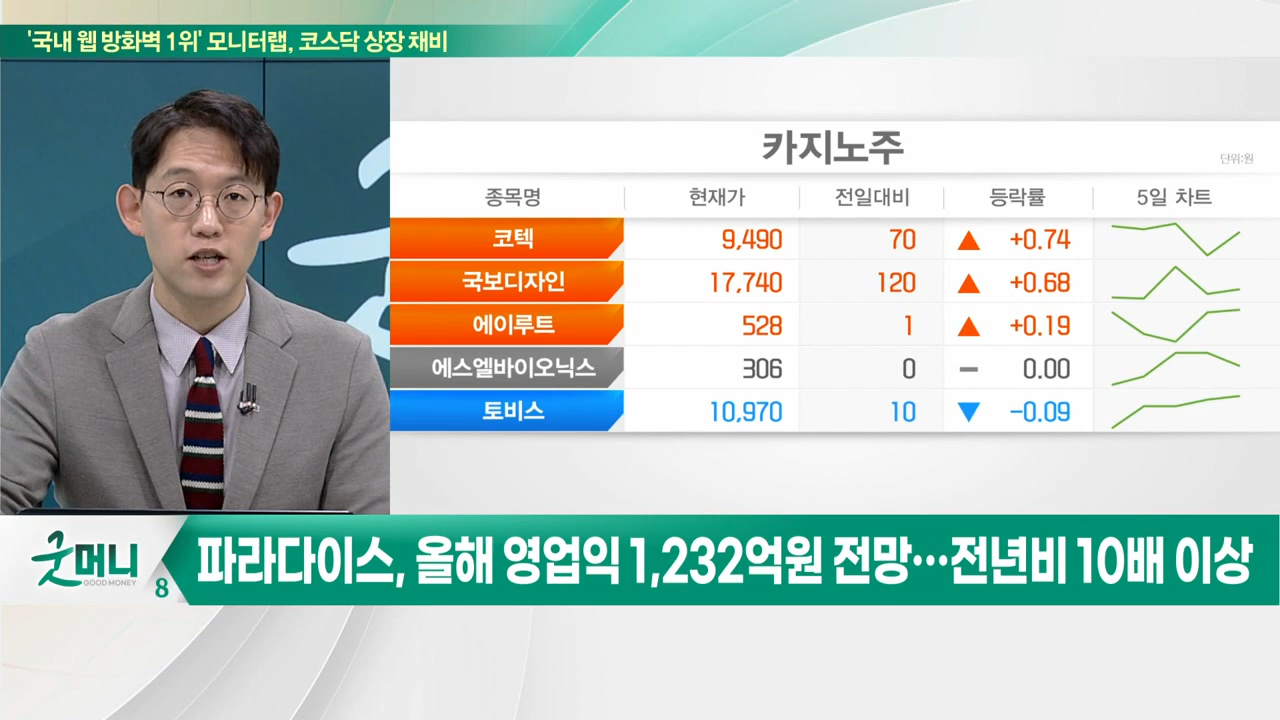 '국내 웹 방화벽 1위' 모니터랩, 코스닥 상장 채비
카지노주
단위:원
종목명 현재가 전일대비 등락률 5일 차트
코텍 9,490 70 ▲ +0.74
국보디자인 17,740 120 ▲ +0.68
에이루트 528 1 ▲ +0.19
에스엘바이오닉스 306 0 − 0.00
토비스 10,970 10 ▼ −0.09
굿머니
GOOD MONEY
8
파라다이스, 올해 영업익 1,232억원 전망…전년비 10배 이상